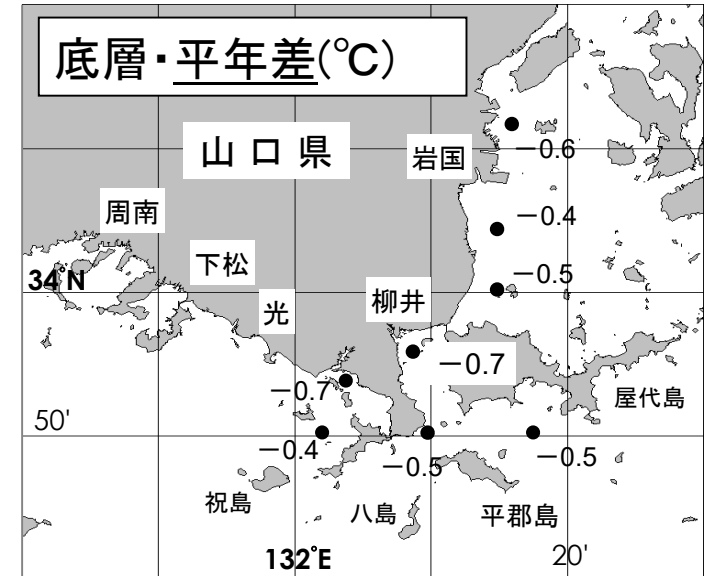 底層・平年差(℃)
山口県
岩国
−0.6
周南
−0.4
下松
−0.5
34°N
光
柳井
−0.7
−0.7
屋代島
50'
−0.4
−0.5
−0.5
祝島
八島
平郡島
132°E
20'